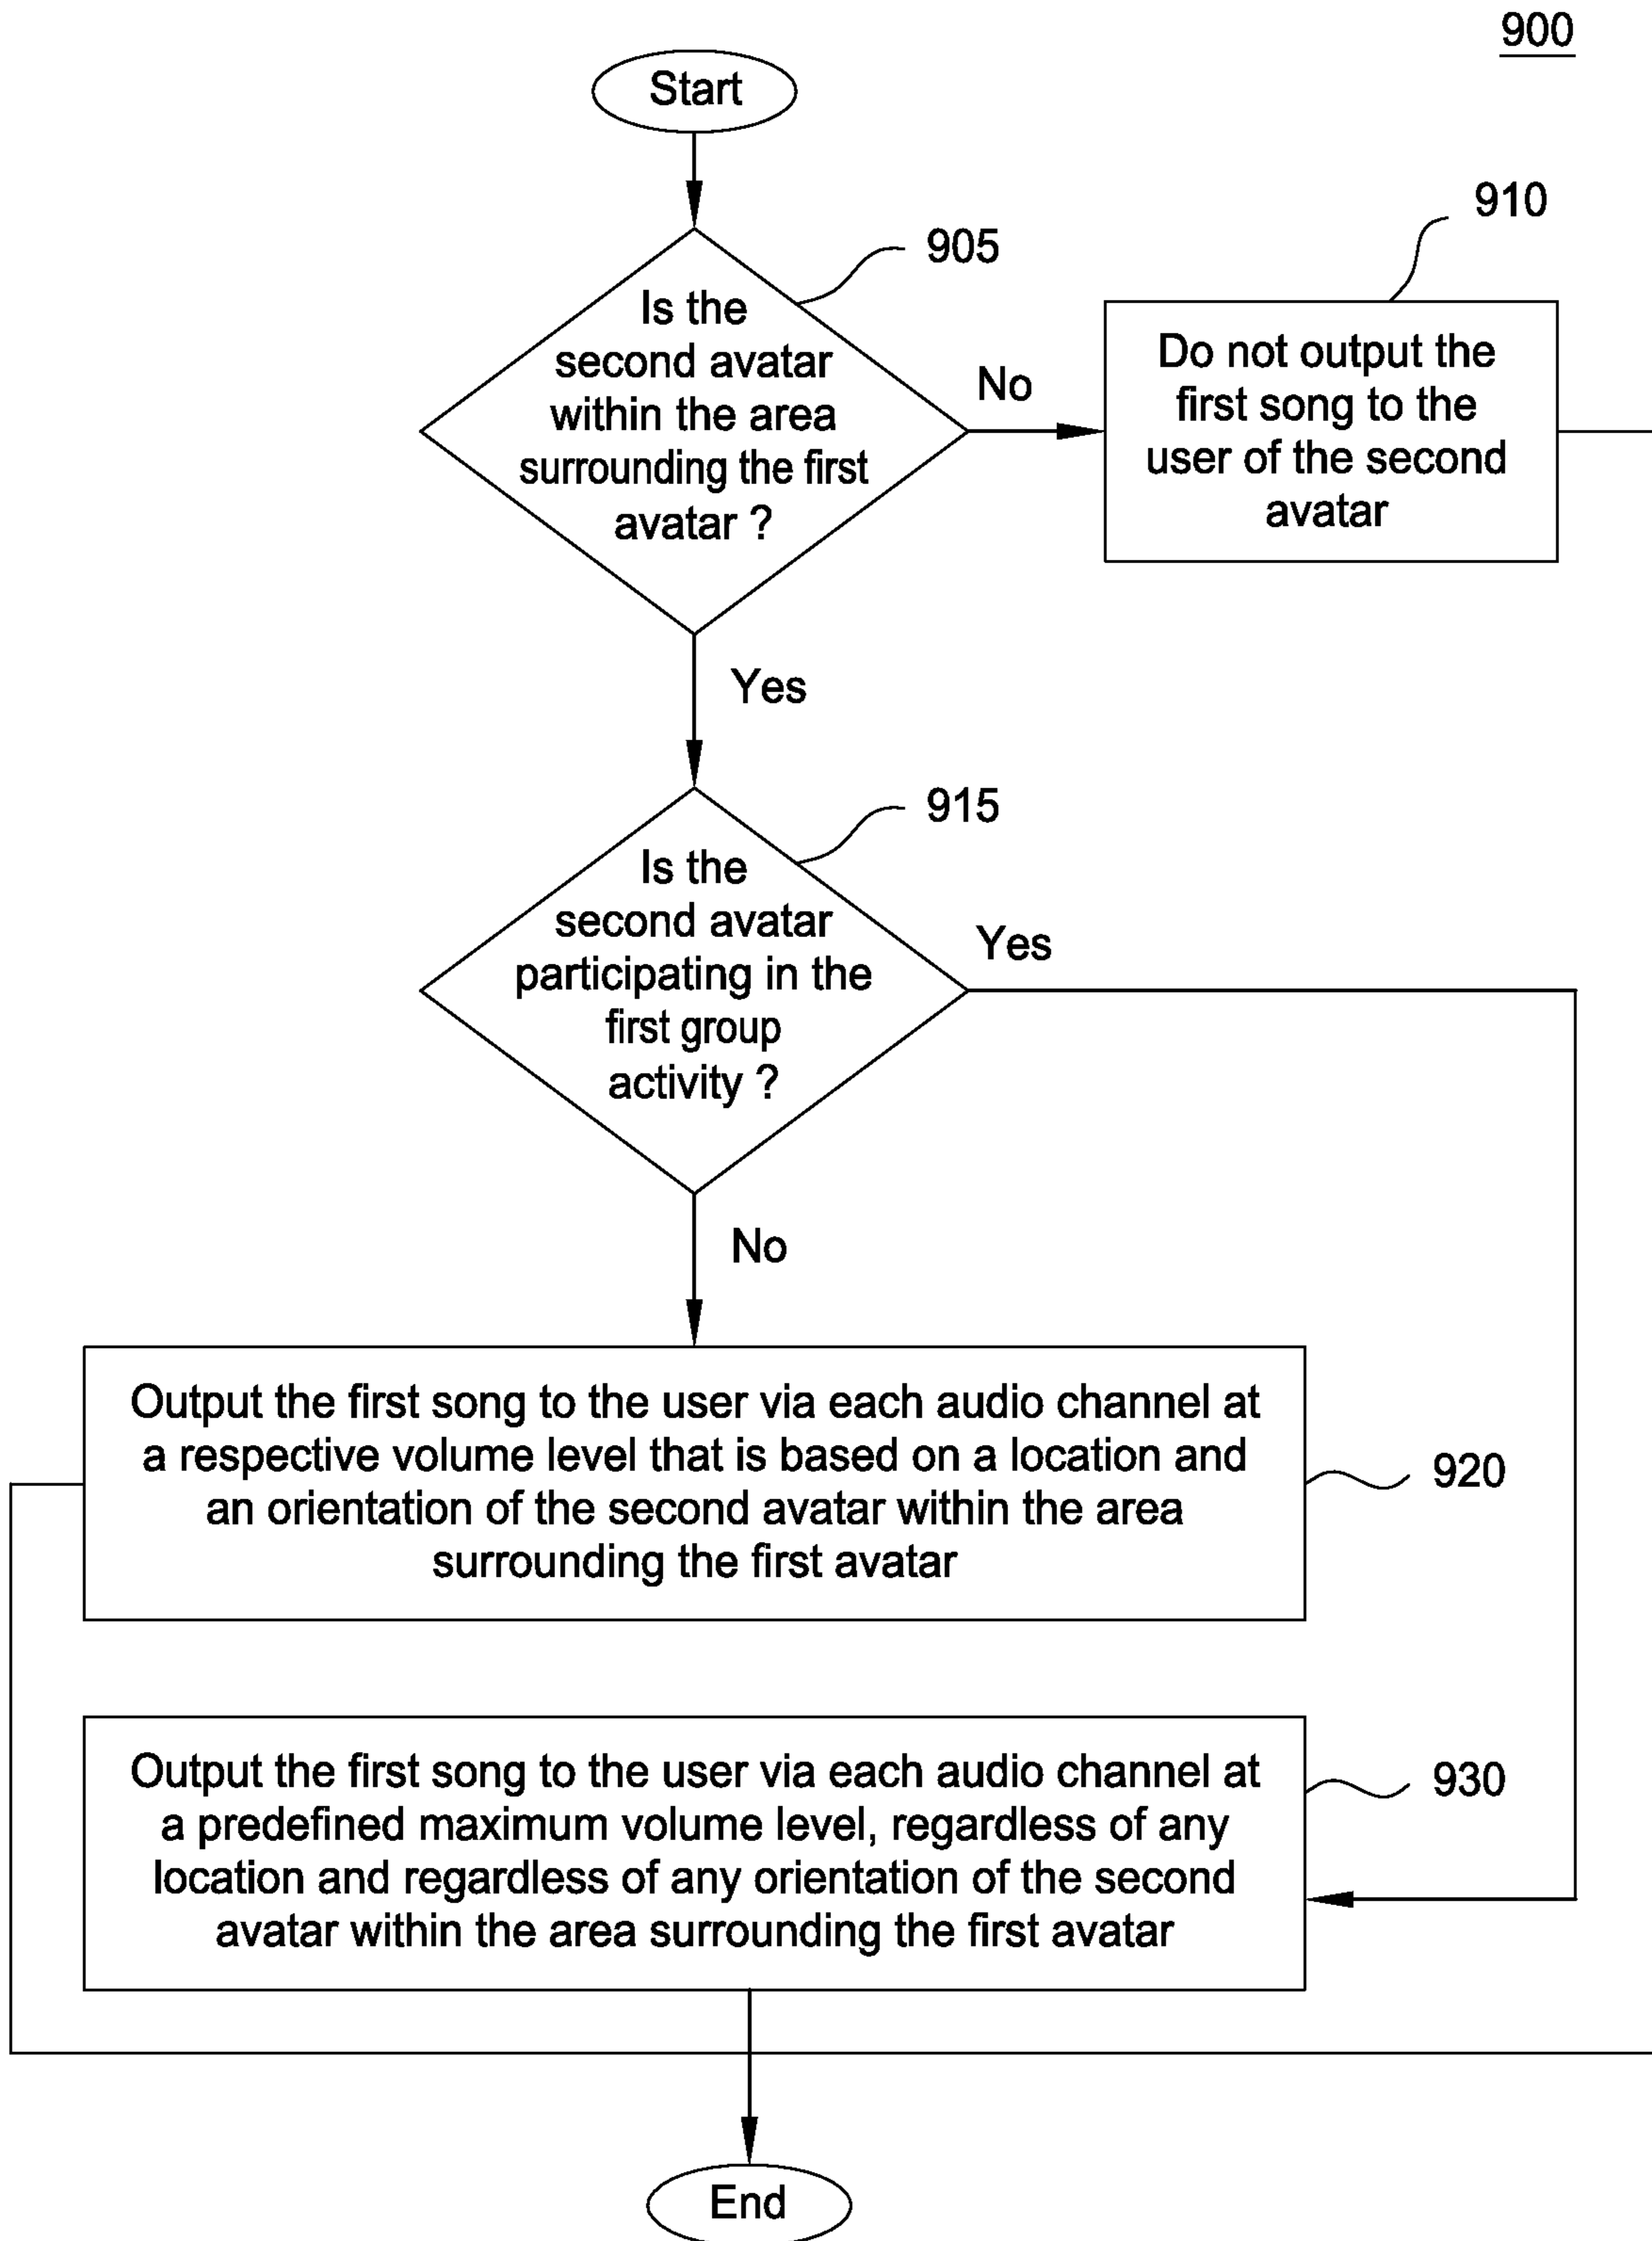 900
Start
905
Is the
second avatar
within the area
surrounding the first
avatar ?
No
910
Do not output the
first song to the
user of the second
avatar
Yes
915
Is the
second avatar
participating in the
first group
activity ?
Yes
No
Output the first song to the user via each audio channel at
a respective volume level that is based on a location and
an orientation of the second avatar within the area
surrounding the first avatar
920
Output the first song to the user via each audio channel at
a predefined maximum volume level, regardless of any
location and regardless of any orientation of the second
avatar within the area surrounding the first avatar
930
End